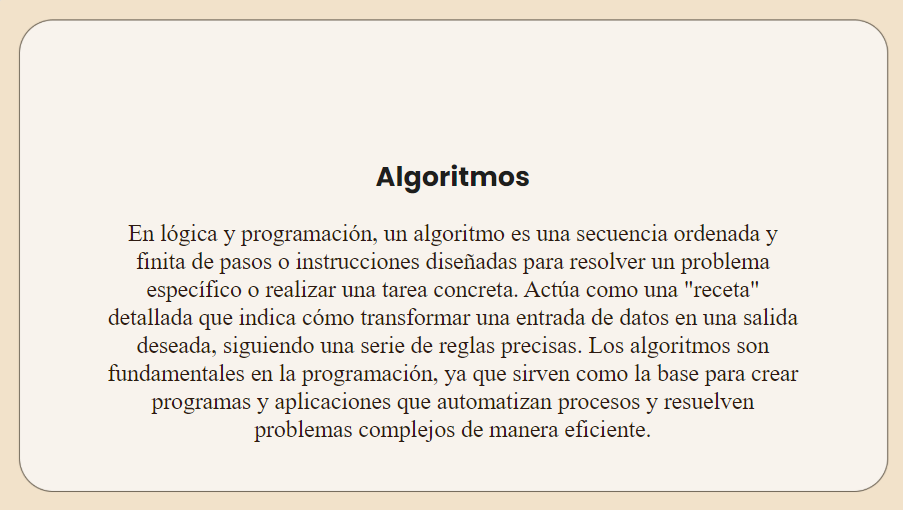 Algoritmos
En lógica y programación, un algoritmo es una secuencia ordenada y
finita de pasos o instrucciones diseñadas para resolver un problema
específico o realizar una tarea concreta. Actúa como una "receta"
detallada que indica cómo transformar una entrada de datos en una salida
deseada, siguiendo una serie de reglas precisas. Los algoritmos son
fundamentales en la programación, ya que sirven como la base para crear
programas y aplicaciones que automatizan procesos y resuelven
problemas complejos de manera eficiente.